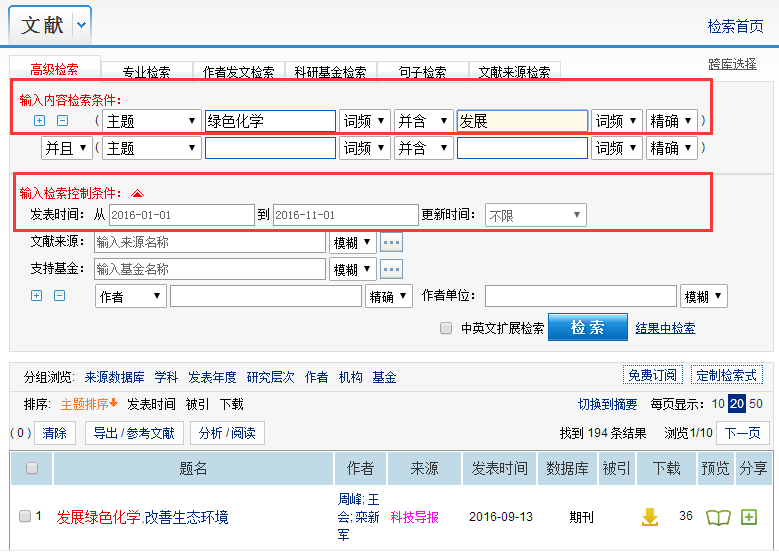 文献
检索首页
高级检索 专业检索 作者发文检索 科研基金检索 句子检索 文献来源检索 跨库选择
输入内容检索条件：
( 主题 绿色化学 词频 并含 发展 词频 精确 )
并且 ( 主题 词频 并含 词频 精确 )
输入检索控制条件：
发表时间： 从 2016-01-01 到 2016-11-01 更新时间： 不限
文献来源： 输入来源名称 模糊 ...
支持基金： 输入基金名称 模糊 ...
作者 精确 作者单位： 模糊
中英文扩展检索 检索 结果中检索
分组浏览： 来源数据库 学科 发表年度 研究层次 作者 机构 基金 免费订阅 定制检索式
排序： 主题排序 发表时间 被引 下载 切换到摘要 每页显示： 10 20 50
( 0 ) 清除 导出 / 参考文献 分析 / 阅读 找到 194 条结果 浏览1/10 下一页
题名 作者 来源 发表时间 数据库 被引 下载 预览 分享
1 发展绿色化学,改善生态环境 周峰; 王会; 栾新军 科技导报 2016-09-13 期刊 36